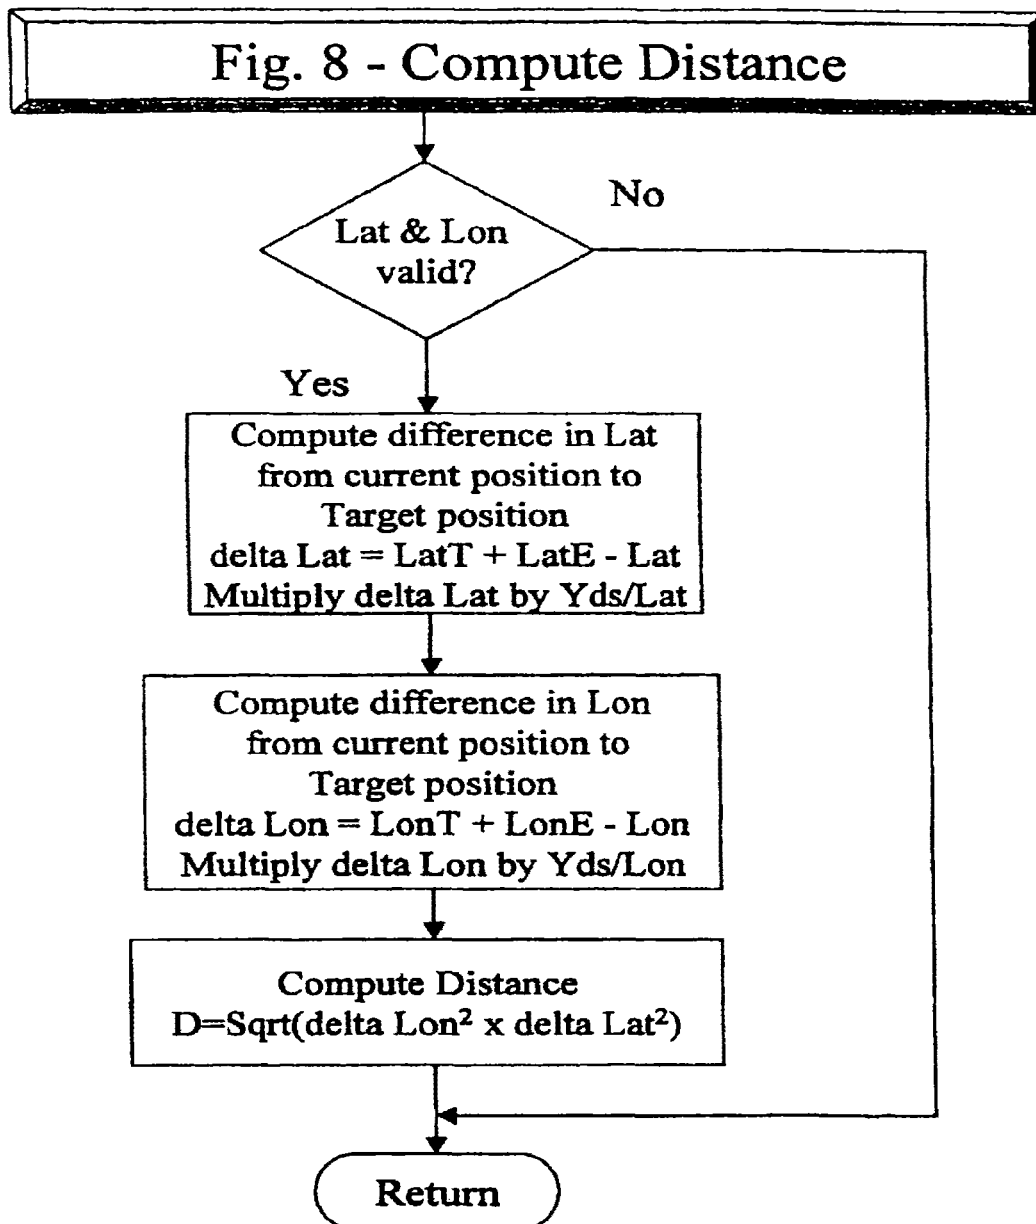 Fig. 8 - Compute Distance
Lat & Lon
valid?
No
Yes
Compute difference in Lat
from current position to
Target position
delta Lat = LatT + LatE - Lat
Multiply delta Lat by Yds/Lat
Compute difference in Lon
from current position to
Target position
delta Lon = LonT + LonE - Lon
Multiply delta Lon by Yds/Lon
Compute Distance
D=Sqrt(delta Lon² x delta Lat²)
Return